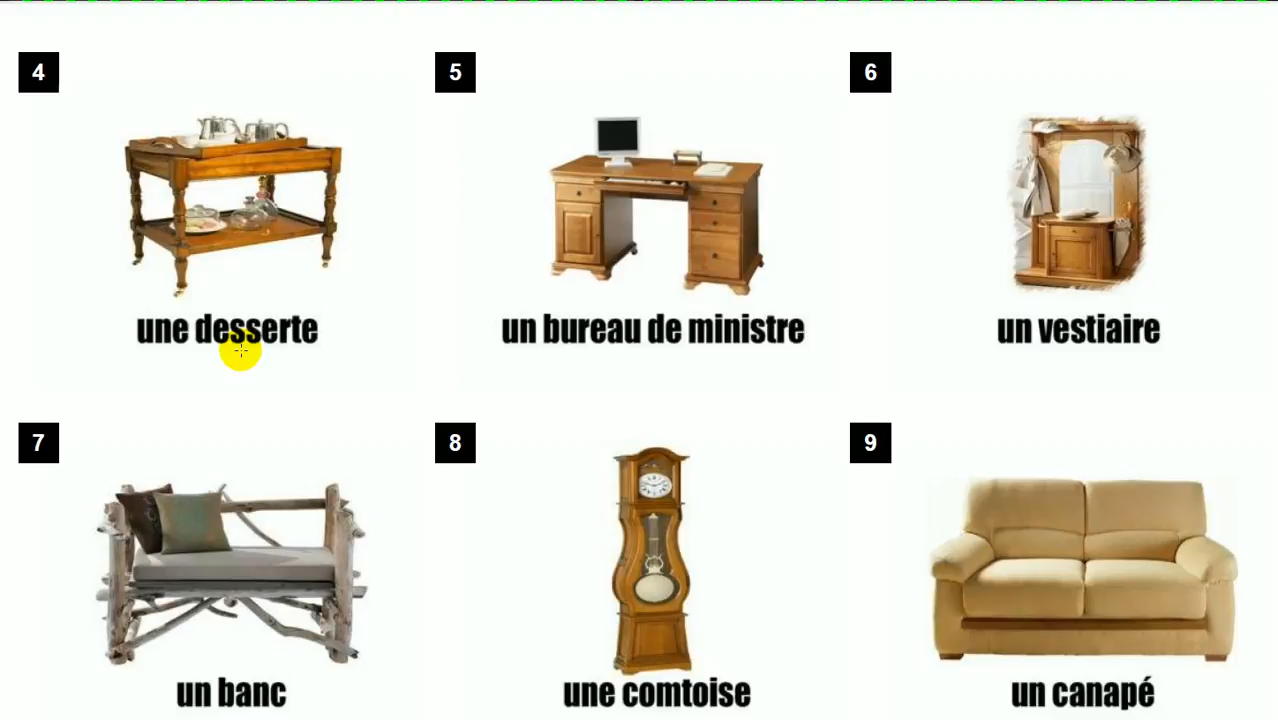 4
5
6
une desserte
un bureau de ministre
un vestiaire
7
8
9
un banc
une comtoise
un canapé